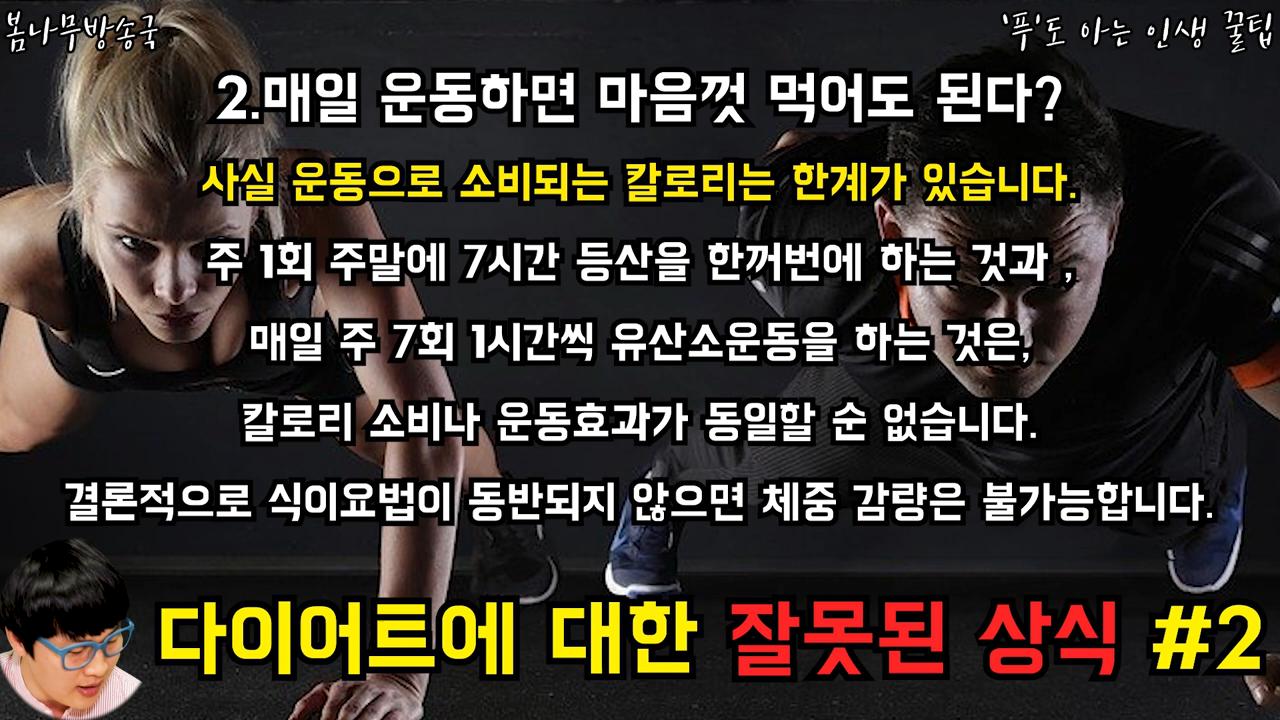 봄나무방송국
'푸'도 아는 인생 꿀팁
2.매일 운동하면 마음껏 먹어도 된다?
사실 운동으로 소비되는 칼로리는 한계가 있습니다.
주 1회 주말에 7시간 등산을 한꺼번에 하는 것과 ,
매일 주 7회 1시간씩 유산소운동을 하는 것은,
칼로리 소비나 운동효과가 동일할 순 없습니다.
결론적으로 식이요법이 동반되지 않으면 체중 감량은 불가능합니다.
다이어트에 대한 잘못된 상식 #2